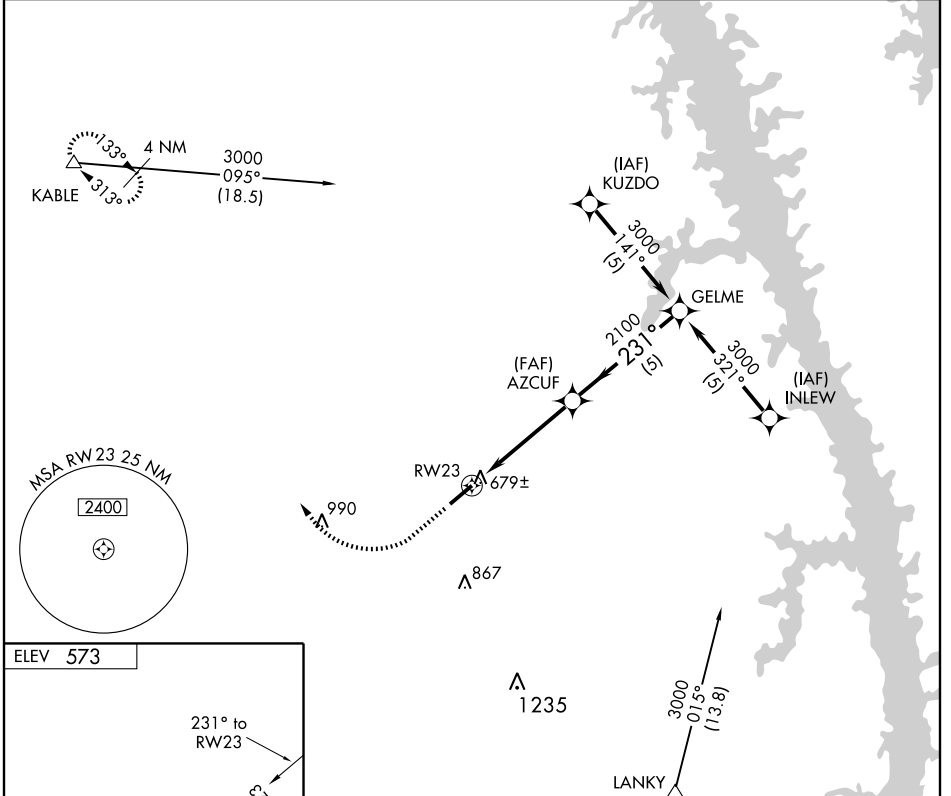 133°
4 NM
313°
KABLE
3000
095°
(18.5)
(IAF)
KUZDO
3000
141°
(5)
GELME
2100
231°
(5)
3000
321°
(5)
(IAF)
INLEW
(FAF)
AZCUF
RW23
679±
990
867
MSA RW23 25 NM
2400
ELEV 573
1235
231° to
RW23
3000
015°
(13.8)
LANKY